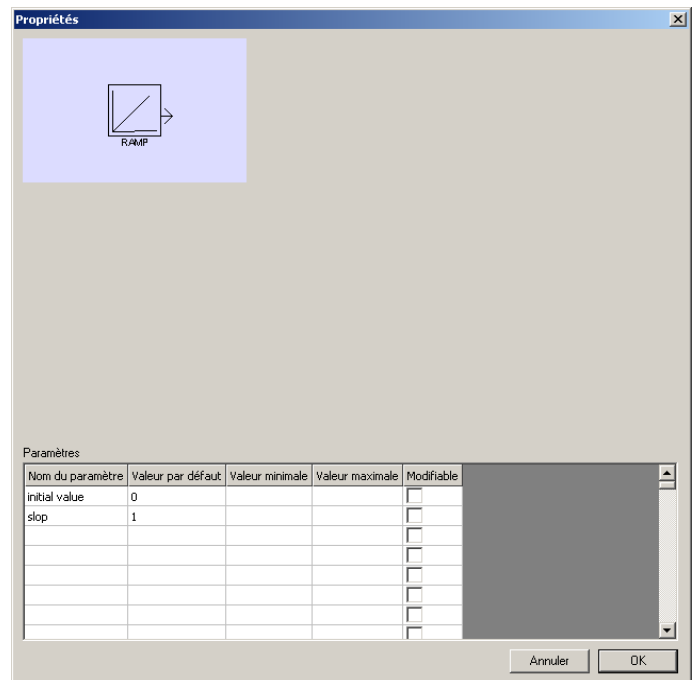 Propriétés
RAMP
Paramètres
Nom du paramètre Valeur par défaut Valeur minimale Valeur maximale Modifiable
initial value 0
slop 1
Annuler OK